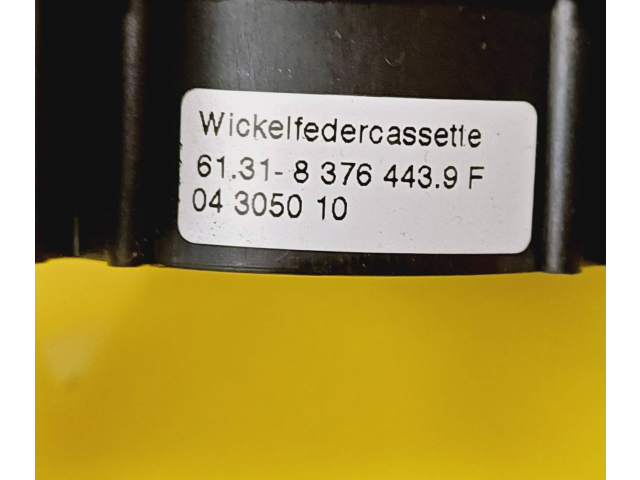 Wickelfedercassette
61.31- 8 376 443.9 F
04 3050 10